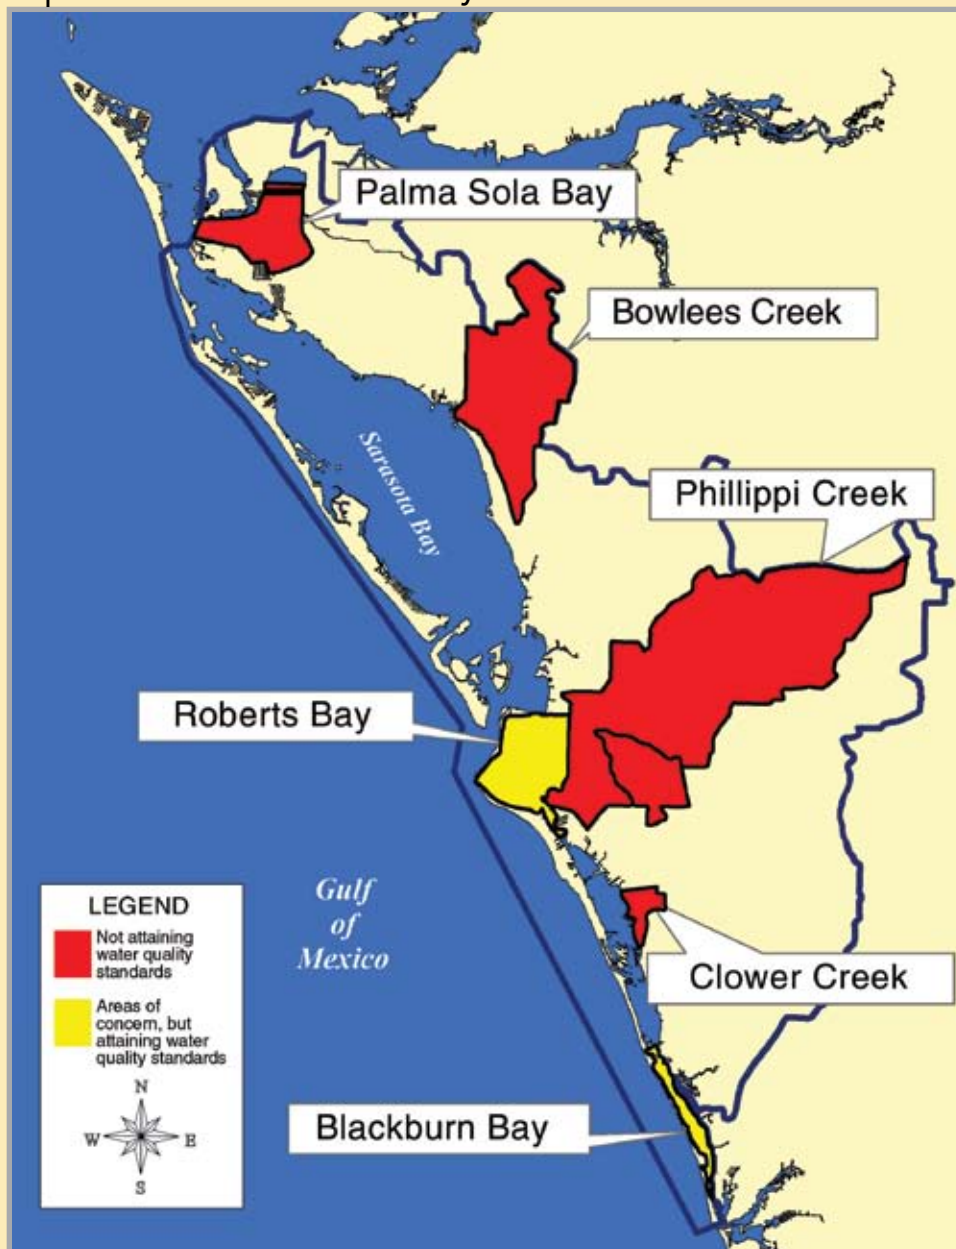 Palma Sola Bay
Bowlees Creek
Sarasota Bay
Phillippi Creek
Roberts Bay
Gulf
of
Mexico
Clower Creek
Blackburn Bay
LEGEND
Not attaining
water quality
standards
Areas of
concern, but
attaining water
quality standards
N
W
E
S